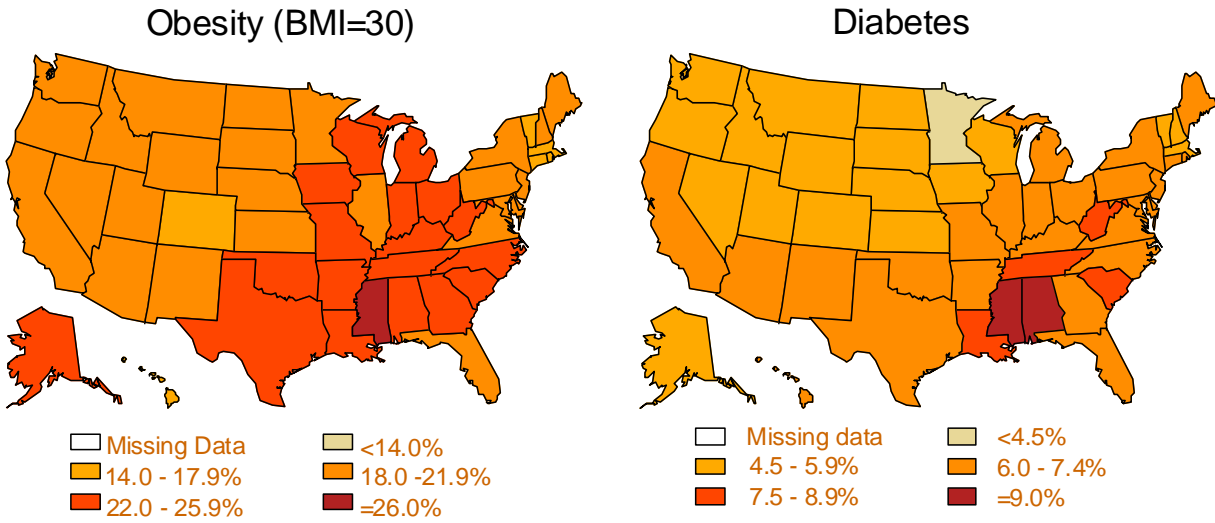 Obesity (BMI=30)
Diabetes
Missing Data
<14.0%
14.0 - 17.9%
18.0 -21.9%
22.0 - 25.9%
=26.0%
Missing data
<4.5%
4.5 - 5.9%
6.0 - 7.4%
7.5 - 8.9%
=9.0%